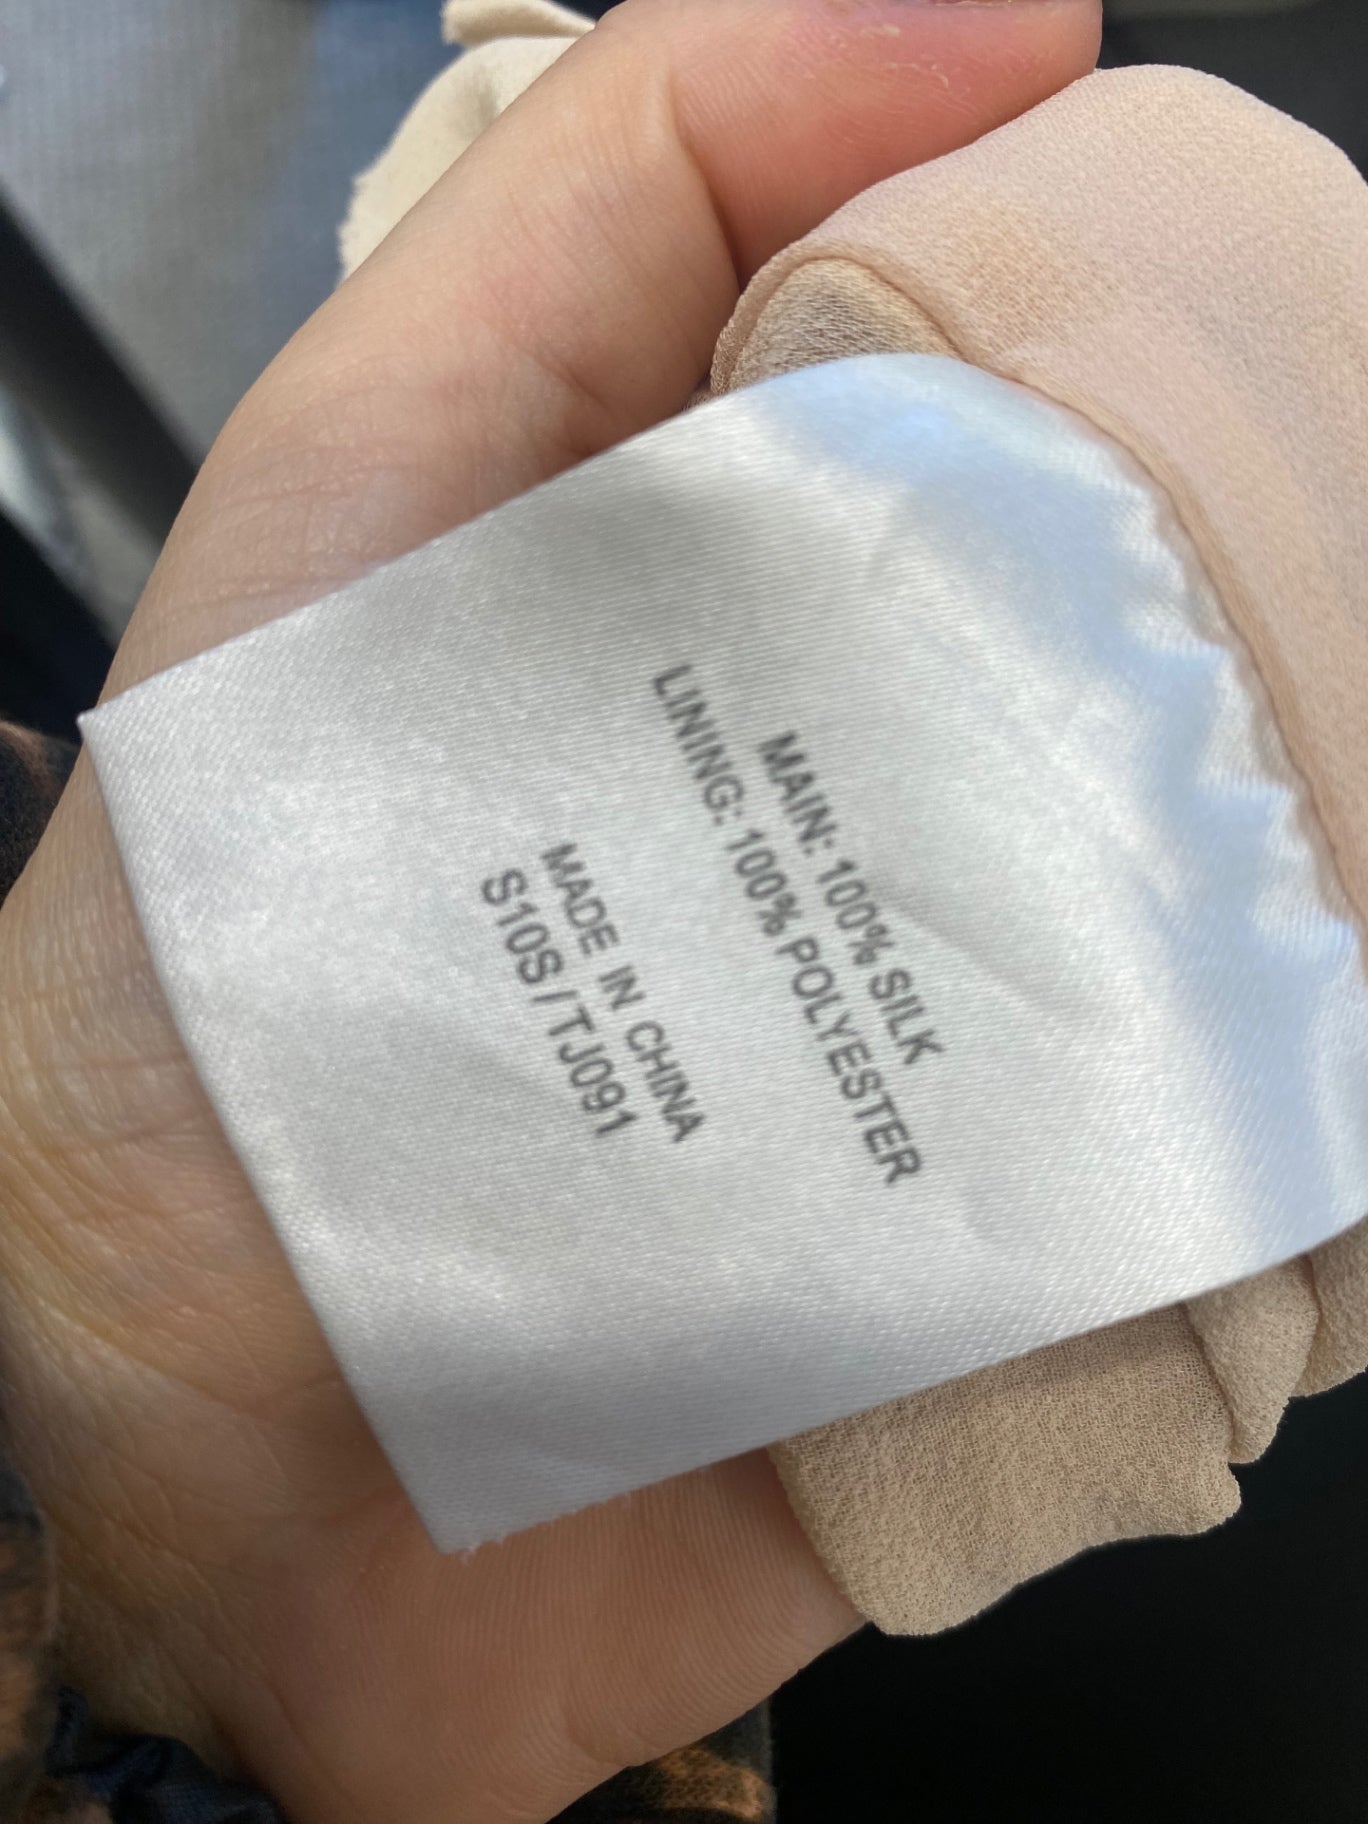 MAIN: 100% SILK
LINING: 100% POLYESTER
MADE IN CHINA
S10S / TJ091